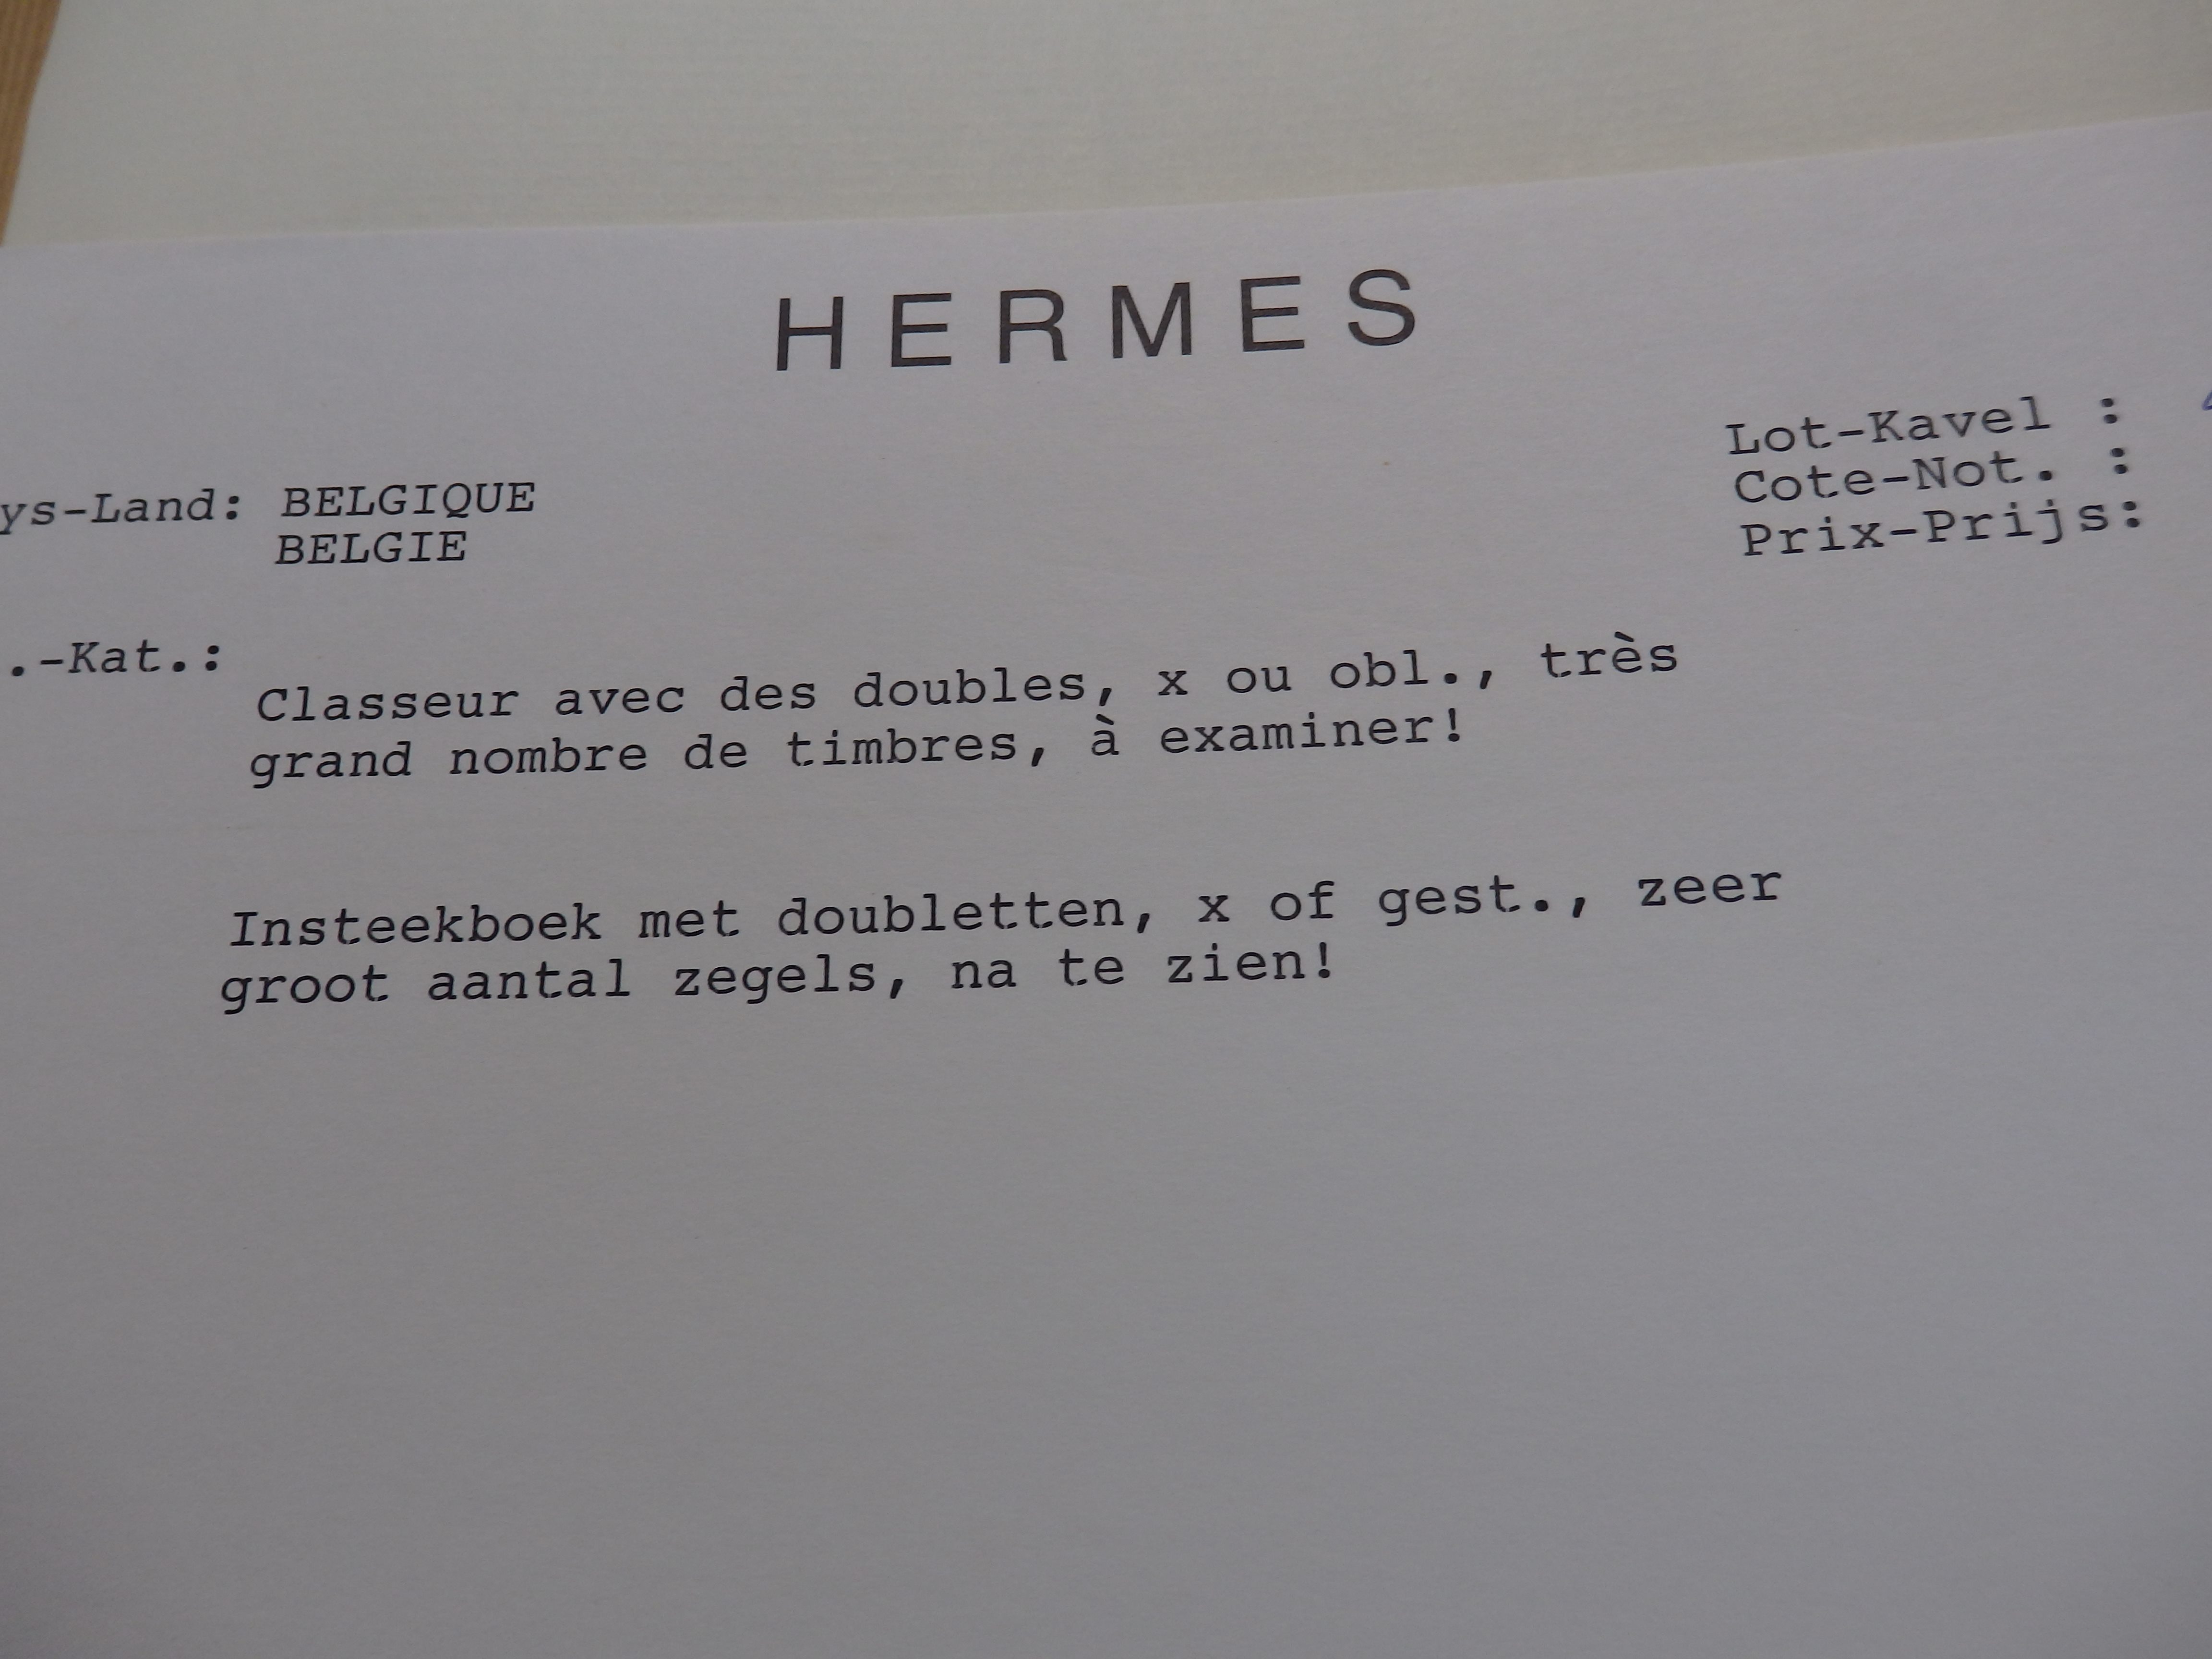 H E R M E S
Lot-Kavel :
Cote-Not. :
Prix-Prijs:
ys-Land: BELGIQUE
BELGIE
.-Kat.:
Classeur avec des doubles, x ou obl., très
grand nombre de timbres, à examiner!
Insteekboek met doubletten, x of gest., zeer
groot aantal zegels, na te zien!